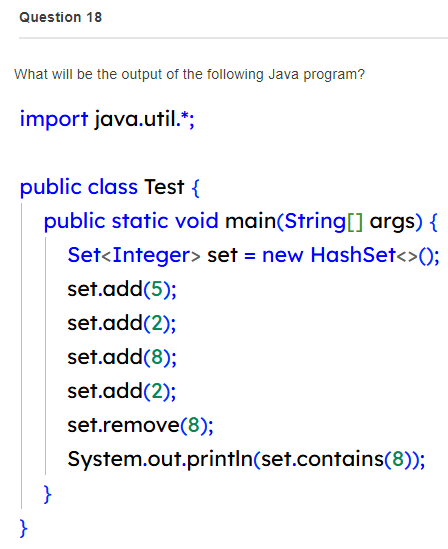 Question 18
What will be the output of the following Java program?
import java.util.*;
public class Test {
public static void main(String[] args) {
Set<Integer> set = new HashSet<>();
set.add(5);
set.add(2);
set.add(8);
set.add(2);
set.remove(8);
System.out.println(set.contains(8));
}
}